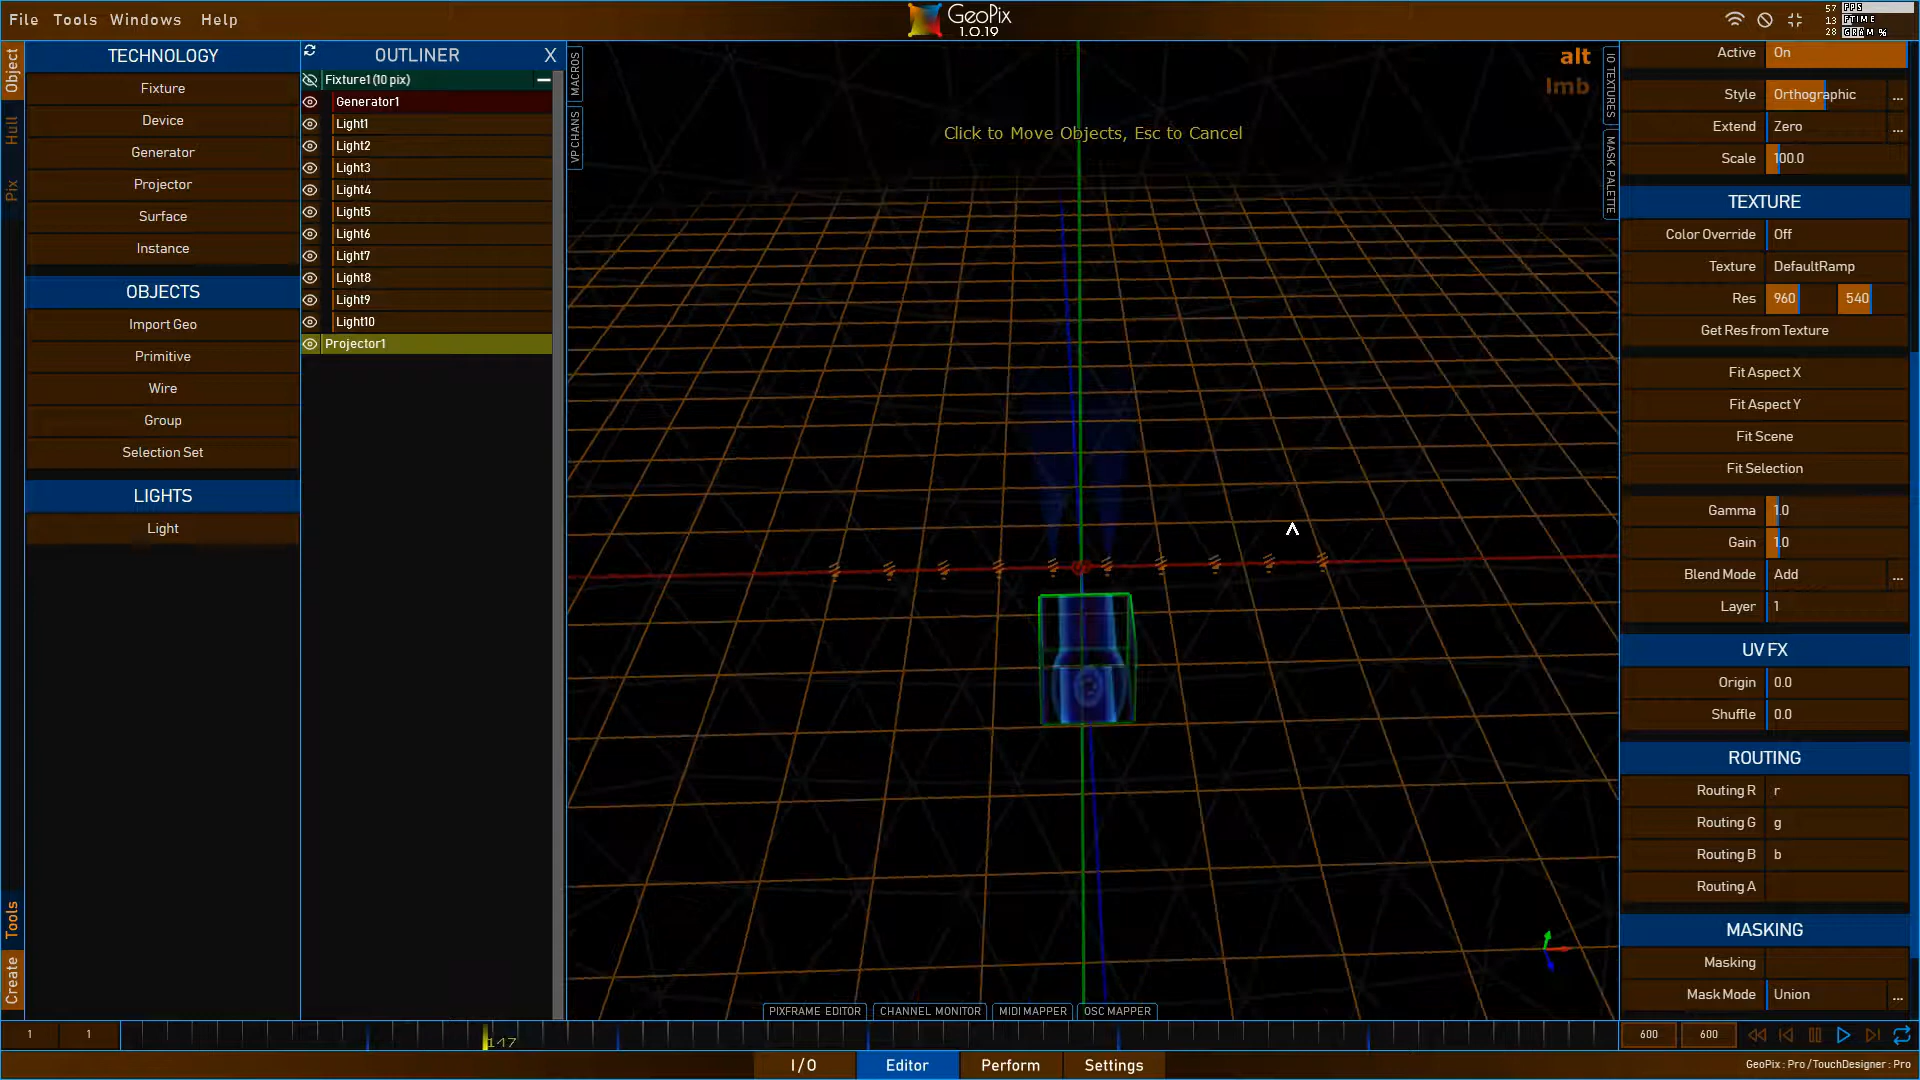 File Tools Windows Help
GeoPix
1.0.19
57 FPS
13 FTIME
28 GRAM %
Object
Hull
Pix
Tools
Create
TECHNOLOGY
Fixture
Device
Generator
Projector
Surface
Instance
OBJECTS
Import Geo
Primitive
Wire
Group
Selection Set
LIGHTS
Light
OUTLINER X
Fixture1 (10 pix)
Generator1
Light1
Light2
Light3
Light4
Light5
Light6
Light7
Light8
Light9
Light10
Projector1
MACROS
VP CHANS
alt
lmb
Click to Move Objects, Esc to Cancel
IO TEXTURES
MASK PALETTE
PIXFRAME EDITOR CHANNEL MONITOR MIDI MAPPER OSC MAPPER
Active On
Style Orthographic ...
Extend Zero ...
Scale 100.0
TEXTURE
Color Override Off
Texture DefaultRamp
Res 960 540
Get Res from Texture
Fit Aspect X
Fit Aspect Y
Fit Scene
Fit Selection
Gamma 1.0
Gain 1.0
Blend Mode Add ...
Layer 1
UV FX
Origin 0.0
Shuffle 0.0
ROUTING
Routing R r
Routing G g
Routing B b
Routing A
MASKING
Masking
Mask Mode Union ...
1 1 147 600 600
I/O Editor Perform Settings
GeoPix : Pro / TouchDesigner : Pro